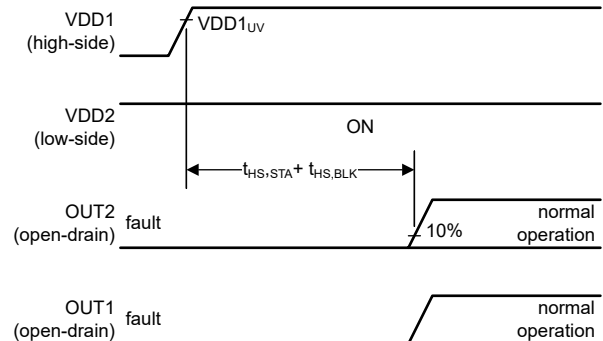 VDD1
(high-side)
VDD1UV
VDD2
(low-side)
ON
tHS,STA + tHS,BLK
OUT2
(open-drain)
fault
10%
normal
operation
OUT1
(open-drain)
fault
normal
operation